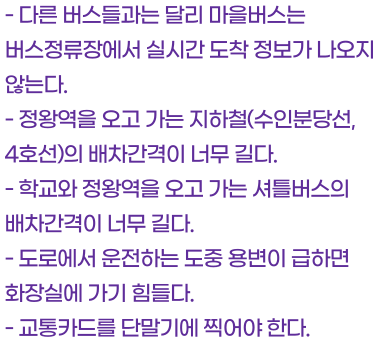 - 다른 버스들과는 달리 마을버스는
버스정류장에서 실시간 도착 정보가 나오지
않는다.
- 정왕역을 오고 가는 지하철(수인분당선,
4호선)의 배차간격이 너무 길다.
- 학교와 정왕역을 오고 가는 셔틀버스의
배차간격이 너무 길다.
- 도로에서 운전하는 도중 용변이 급하면
화장실에 가기 힘들다.
- 교통카드를 단말기에 찍어야 한다.